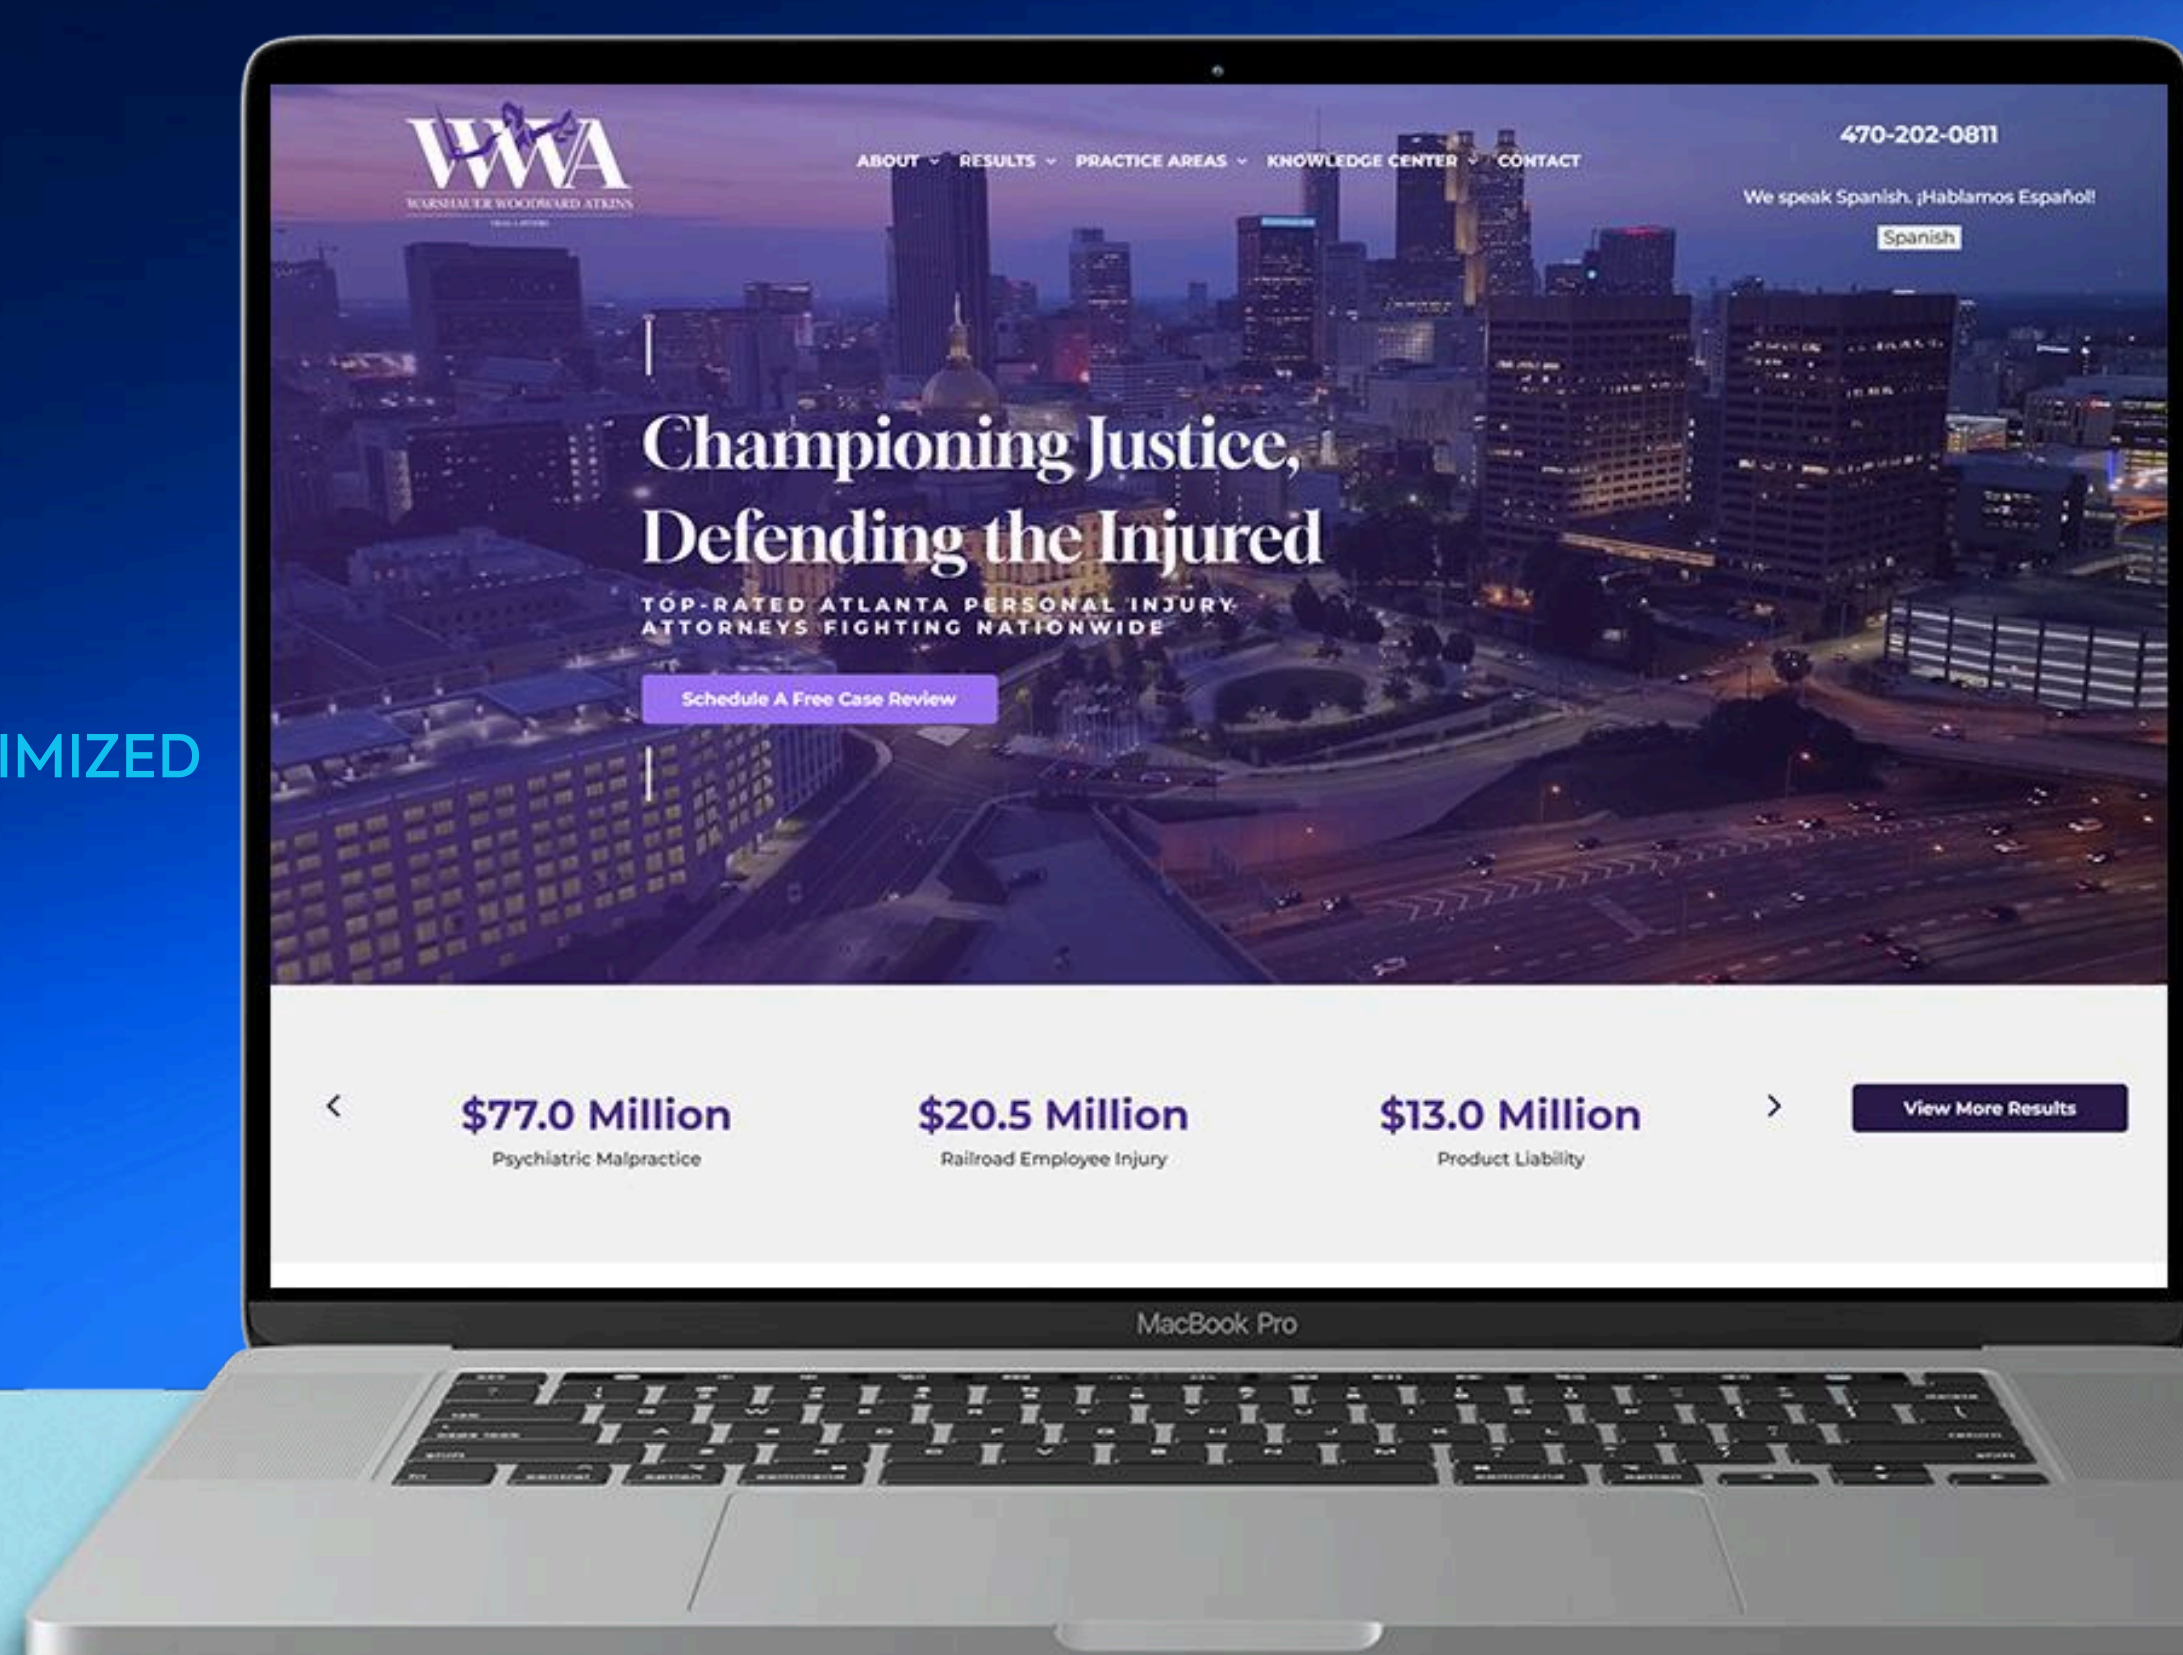 WWA
WARSHAUER WOODWARD ATKINS
TRIAL LAWYERS
ABOUT RESULTS PRACTICE AREAS KNOWLEDGE CENTER CONTACT
470-202-0811
We speak Spanish. ¡Hablamos Español!
Spanish
Championing Justice,
Defending the Injured
TOP-RATED ATLANTA PERSONAL INJURY
ATTORNEYS FIGHTING NATIONWIDE
Schedule A Free Case Review
IMIZED
$77.0 Million
Psychiatric Malpractice
$20.5 Million
Railroad Employee Injury
$13.0 Million
Product Liability
View More Results
MacBook Pro